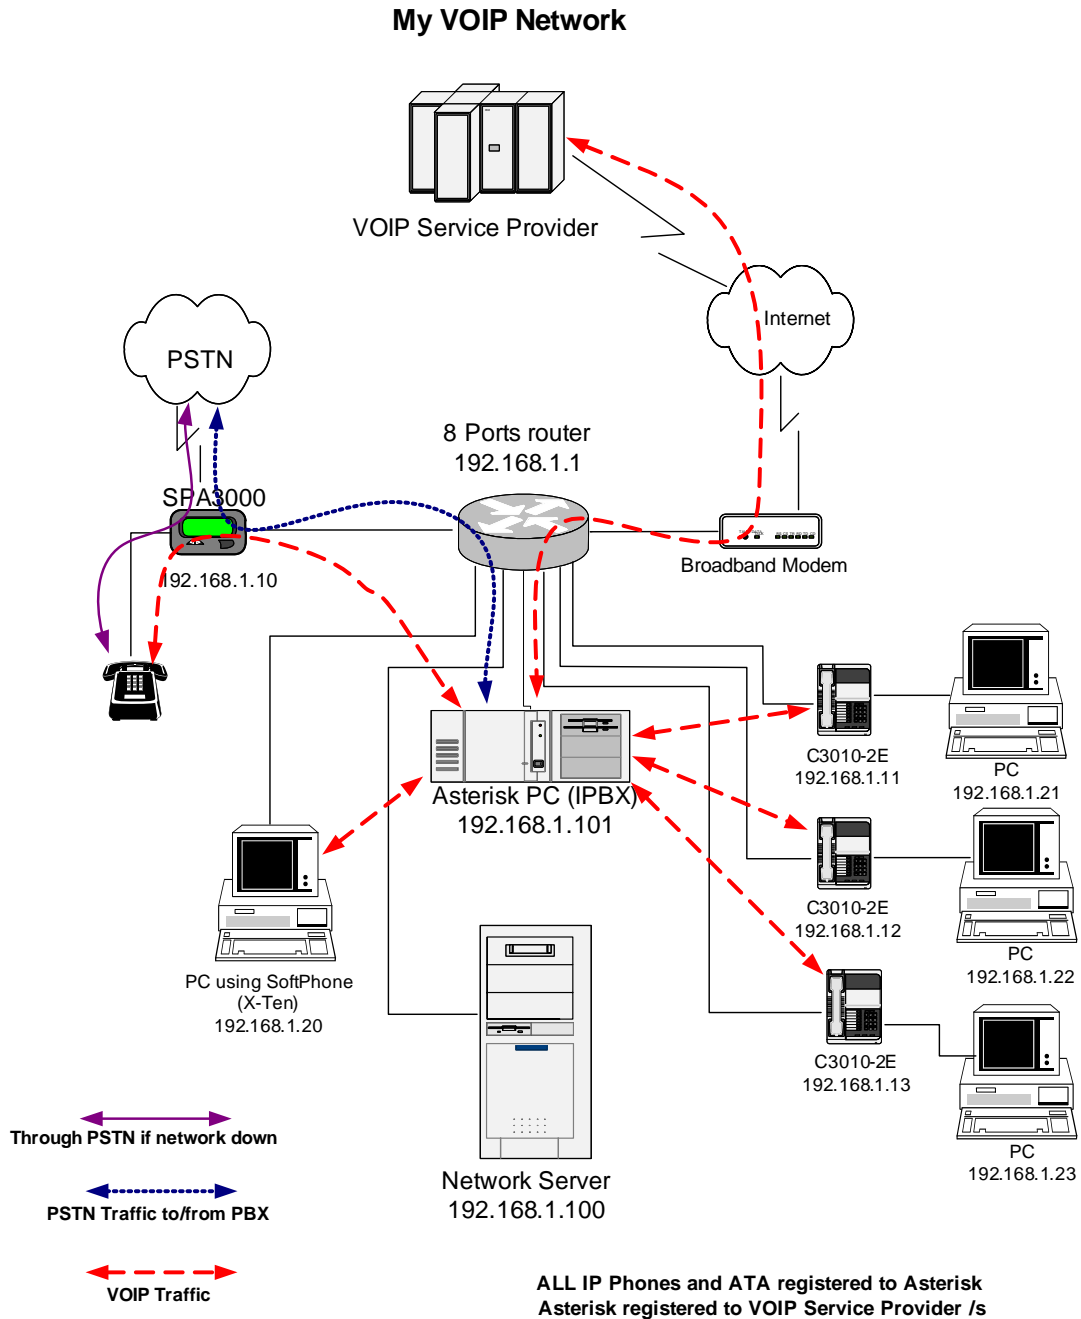 My VOIP Network
VOIP Service Provider
Internet
PSTN
8 Ports router
192.168.1.1
SPA3000
192.168.1.10
Broadband Modem
C3010-2E
192.168.1.11
PC
192.168.1.21
Asterisk PC (IPBX)
192.168.1.101
C3010-2E
192.168.1.12
PC
192.168.1.22
PC using SoftPhone
(X-Ten)
192.168.1.20
C3010-2E
192.168.1.13
PC
192.168.1.23
Network Server
192.168.1.100
Through PSTN if network down
PSTN Traffic to/from PBX
VOIP Traffic
ALL IP Phones and ATA registered to Asterisk
Asterisk registered to VOIP Service Provider /s